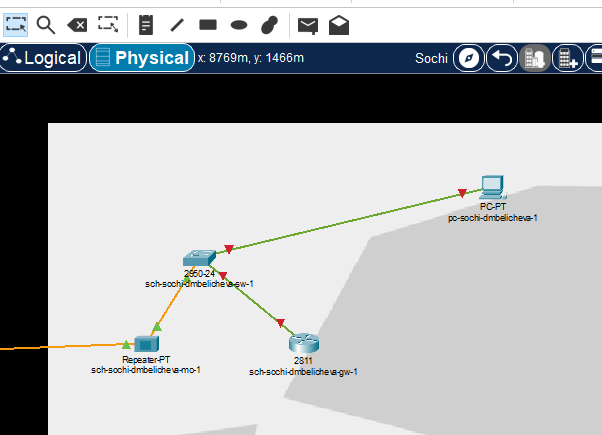 Logical
Physical
x: 8769m, y: 1466m
Sochi
PC-PT
pc-sochi-dmbelicheva-1
2950-24
sch-sochi-dmbelicheva-sw-1
Repeater-PT
sch-sochi-dmbelicheva-mc-1
2811
sch-sochi-dmbelicheva-gw-1